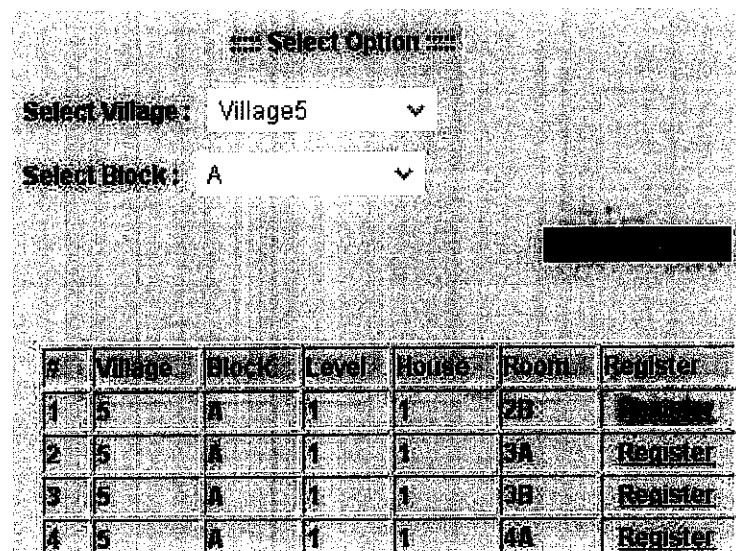 ::::: Select Option :::::
Select Village : Village5
Select Block : A
# Village Block Level House Room Register
1 5 A 1 1 2B Register
2 5 A 1 1 3A Register
3 5 A 1 1 3B Register
4 5 A 1 1 4A Register